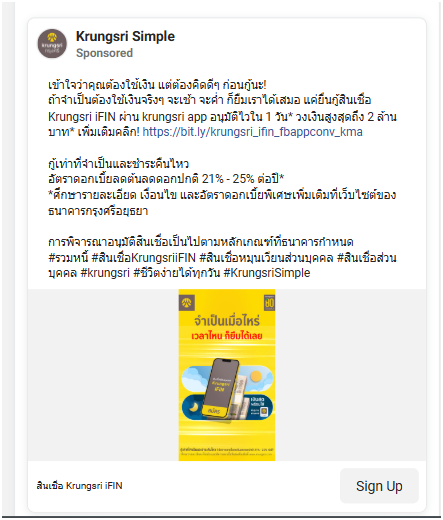 Krungsri Simple
Sponsored
krungsri
กรุงศรี
เข้าใจว่าคุณต้องใช้เงิน แต่ต้องคิดดีๆ ก่อนกู้นะ!
ถ้าจำเป็นต้องใช้เงินจริงๆ จะเช้า จะค่ำ ก็ยืมเราได้เสมอ แค่ยื่นกู้สินเชื่อ
Krungsri iFIN ผ่าน krungsri app อนุมัติไวใน 1 วัน* วงเงินสูงสุดถึง 2 ล้าน
บาท* เพิ่มเติมคลิก! https://bit.ly/krungsri_ifin_fbappconv_kma
กู้เท่าที่จำเป็นและชำระคืนไหว
อัตราดอกเบี้ยลดต้นลดดอกปกติ 21% - 25% ต่อปี*
*ศึกษารายละเอียด เงื่อนไข และอัตราดอกเบี้ยพิเศษเพิ่มเติมที่เว็บไซต์ของ
ธนาคารกรุงศรีอยุธยา
การพิจารณาอนุมัติสินเชื่อเป็นไปตามหลักเกณฑ์ที่ธนาคารกำหนด
#รวมหนี้ #สินเชื่อKrungsriiFIN #สินเชื่อหมุนเวียนส่วนบุคคล #สินเชื่อส่วน
บุคคล #krungsri #ชีวิตง่ายได้ทุกวัน #KrungsriSimple
จำเป็นเมื่อไหร่
เวลาไหน ก็ยืมได้เลย
iFIN
สมัคร
สินเชื่อ Krungsri iFIN
Sign Up